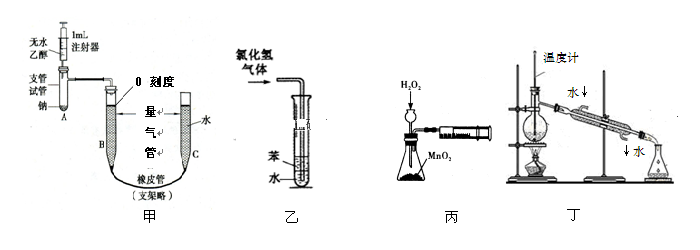 无水
乙醇
1mL
注射器
支管
试管
钠
A
0 刻度
量
气
管
水
B
C
橡皮管
(支架略)
甲
氯化氢
气体
苯
水
乙
H₂O₂
MnO₂
丙
温度计
水↓
↓水
丁